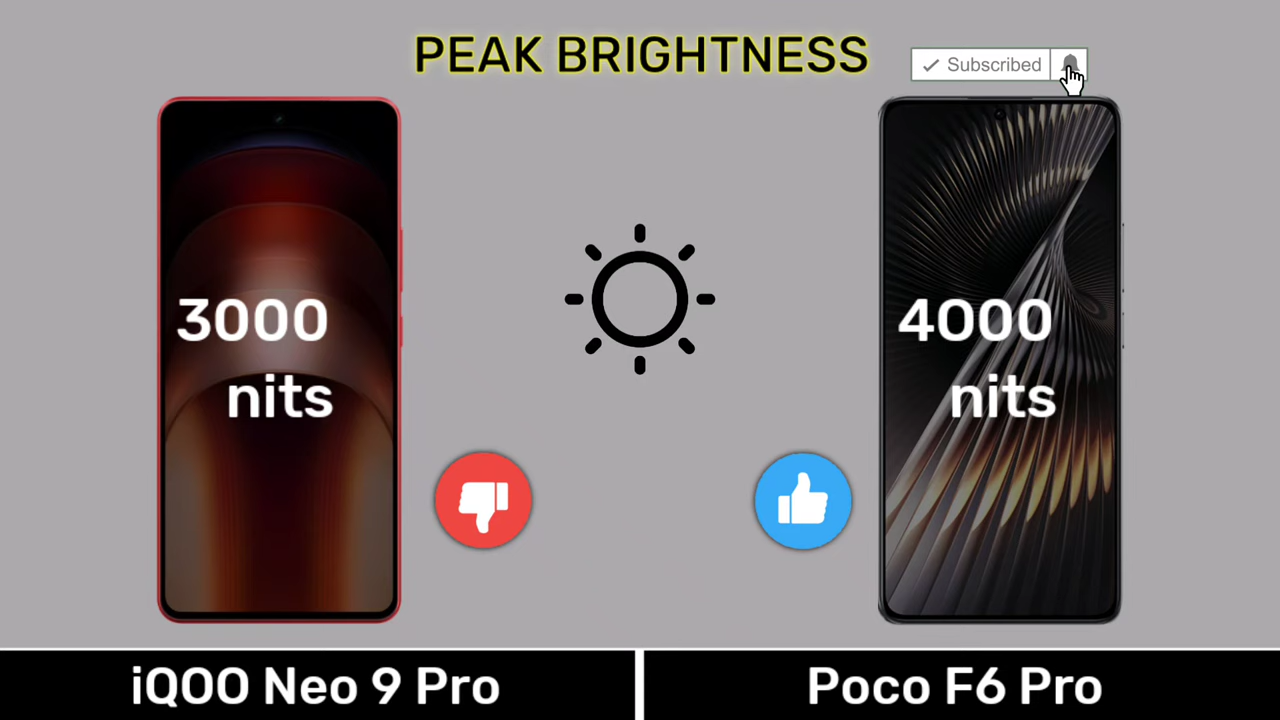 PEAK BRIGHTNESS
Subscribed
3000
nits
4000
nits
iQOO Neo 9 Pro
Poco F6 Pro